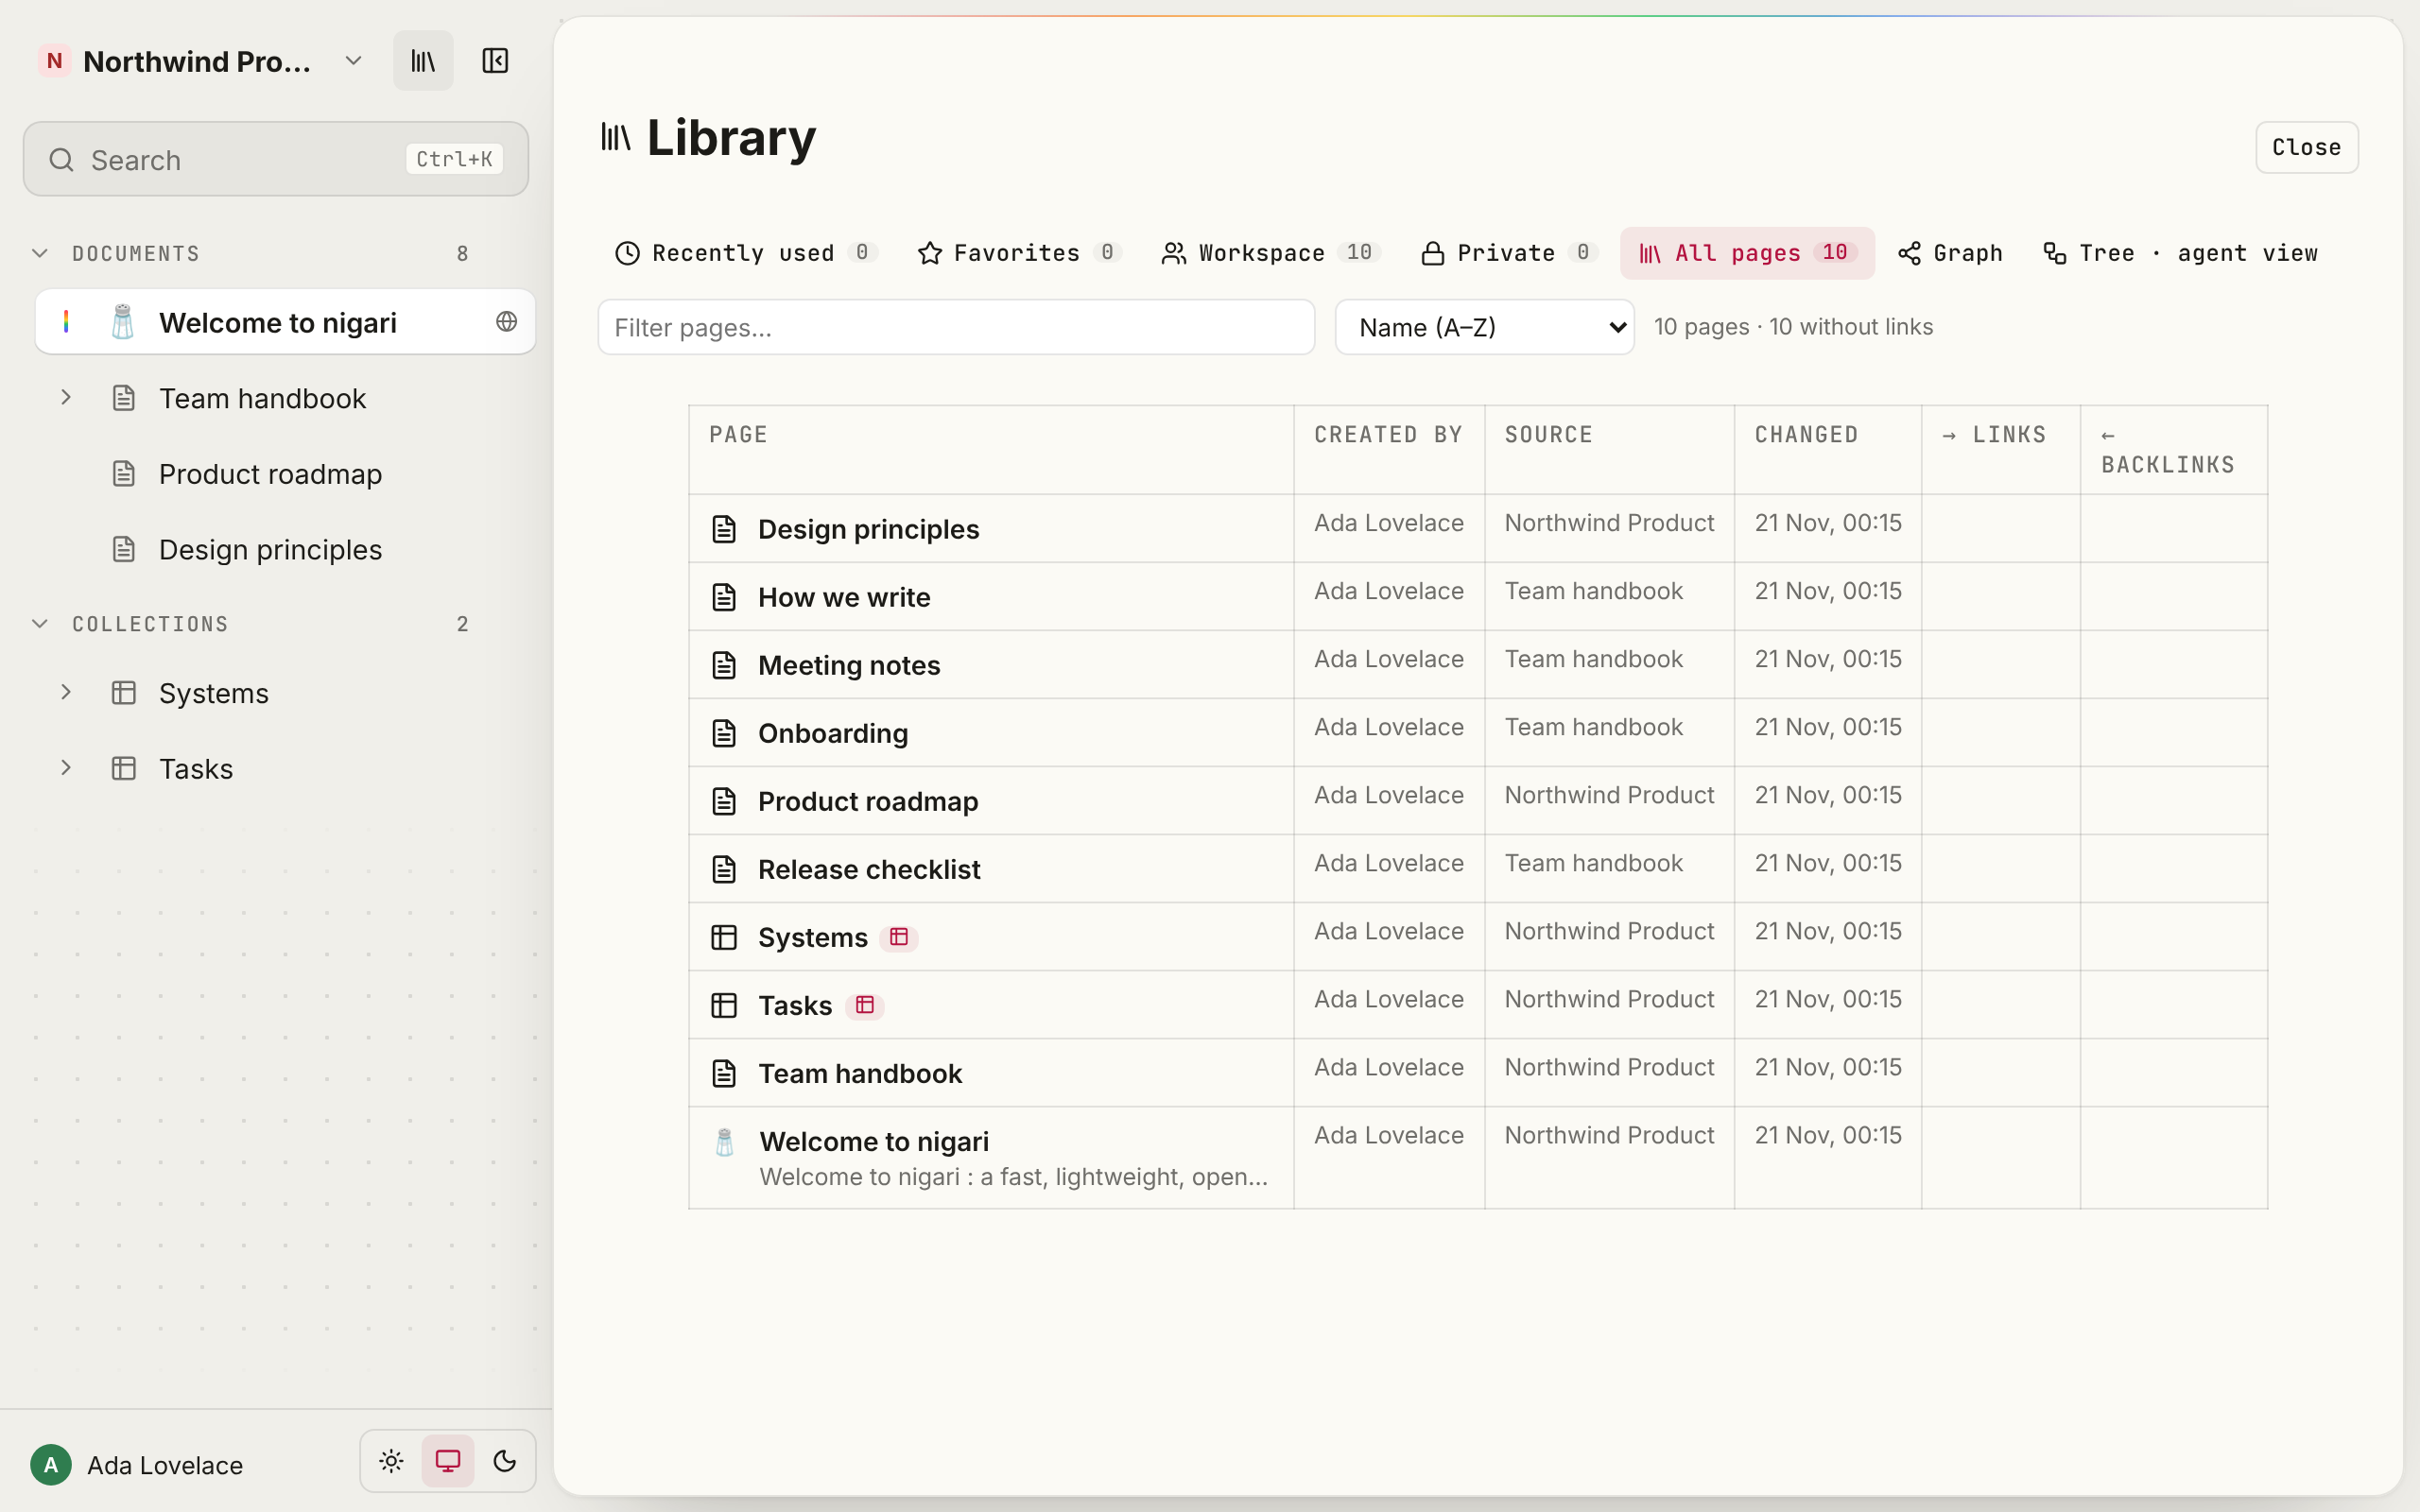 N Northwind Pro...
Search Ctrl+K
DOCUMENTS 8
Welcome to nigari
Team handbook
Product roadmap
Design principles
COLLECTIONS 2
Systems
Tasks
A Ada Lovelace
Library
Close
Recently used 0 Favorites 0 Workspace 10 Private 0 All pages 10 Graph Tree · agent view
Filter pages... Name (A–Z) 10 pages · 10 without links
PAGE CREATED BY SOURCE CHANGED → LINKS ← BACKLINKS
Design principles Ada Lovelace Northwind Product 21 Nov, 00:15
How we write Ada Lovelace Team handbook 21 Nov, 00:15
Meeting notes Ada Lovelace Team handbook 21 Nov, 00:15
Onboarding Ada Lovelace Team handbook 21 Nov, 00:15
Product roadmap Ada Lovelace Northwind Product 21 Nov, 00:15
Release checklist Ada Lovelace Team handbook 21 Nov, 00:15
Systems Ada Lovelace Northwind Product 21 Nov, 00:15
Tasks Ada Lovelace Northwind Product 21 Nov, 00:15
Team handbook Ada Lovelace Northwind Product 21 Nov, 00:15
Welcome to nigari Ada Lovelace Northwind Product 21 Nov, 00:15
Welcome to nigari : a fast, lightweight, open...